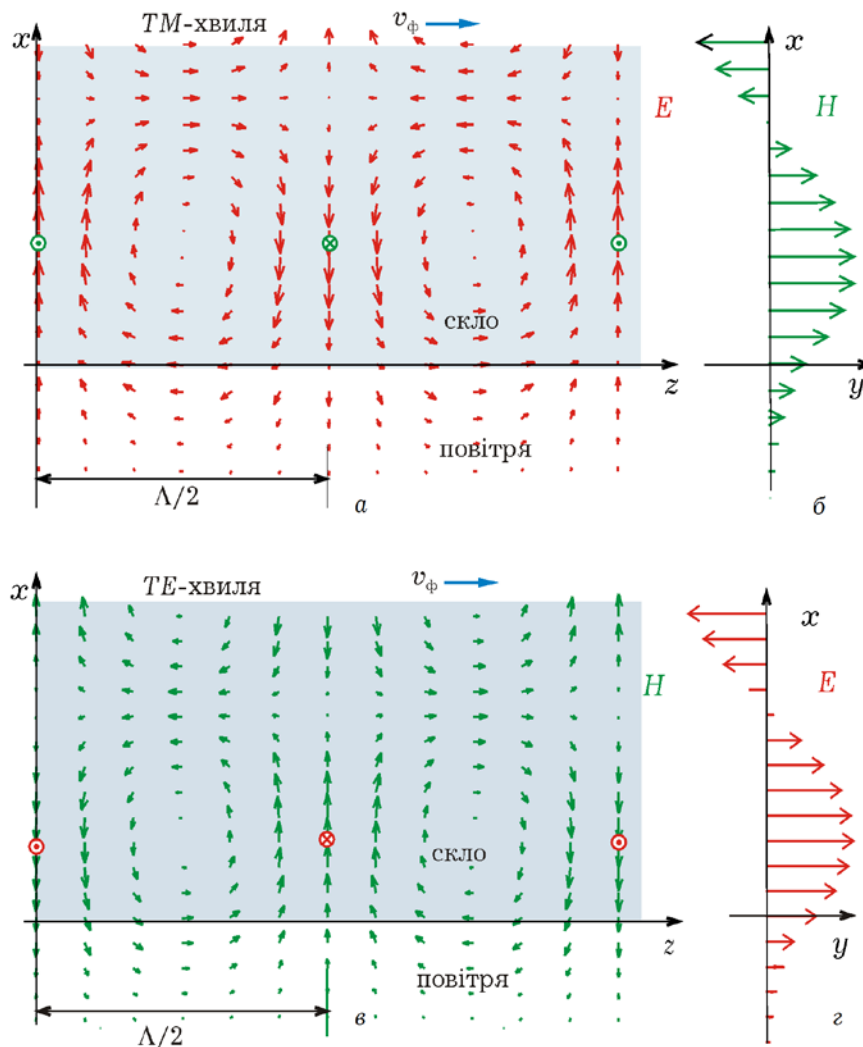 x
TM-хвиля
vф
x
E
H
скло
z
y
повітря
Λ/2
а
б
x
TE-хвиля
vф
x
H
E
скло
z
y
повітря
Λ/2
в
г